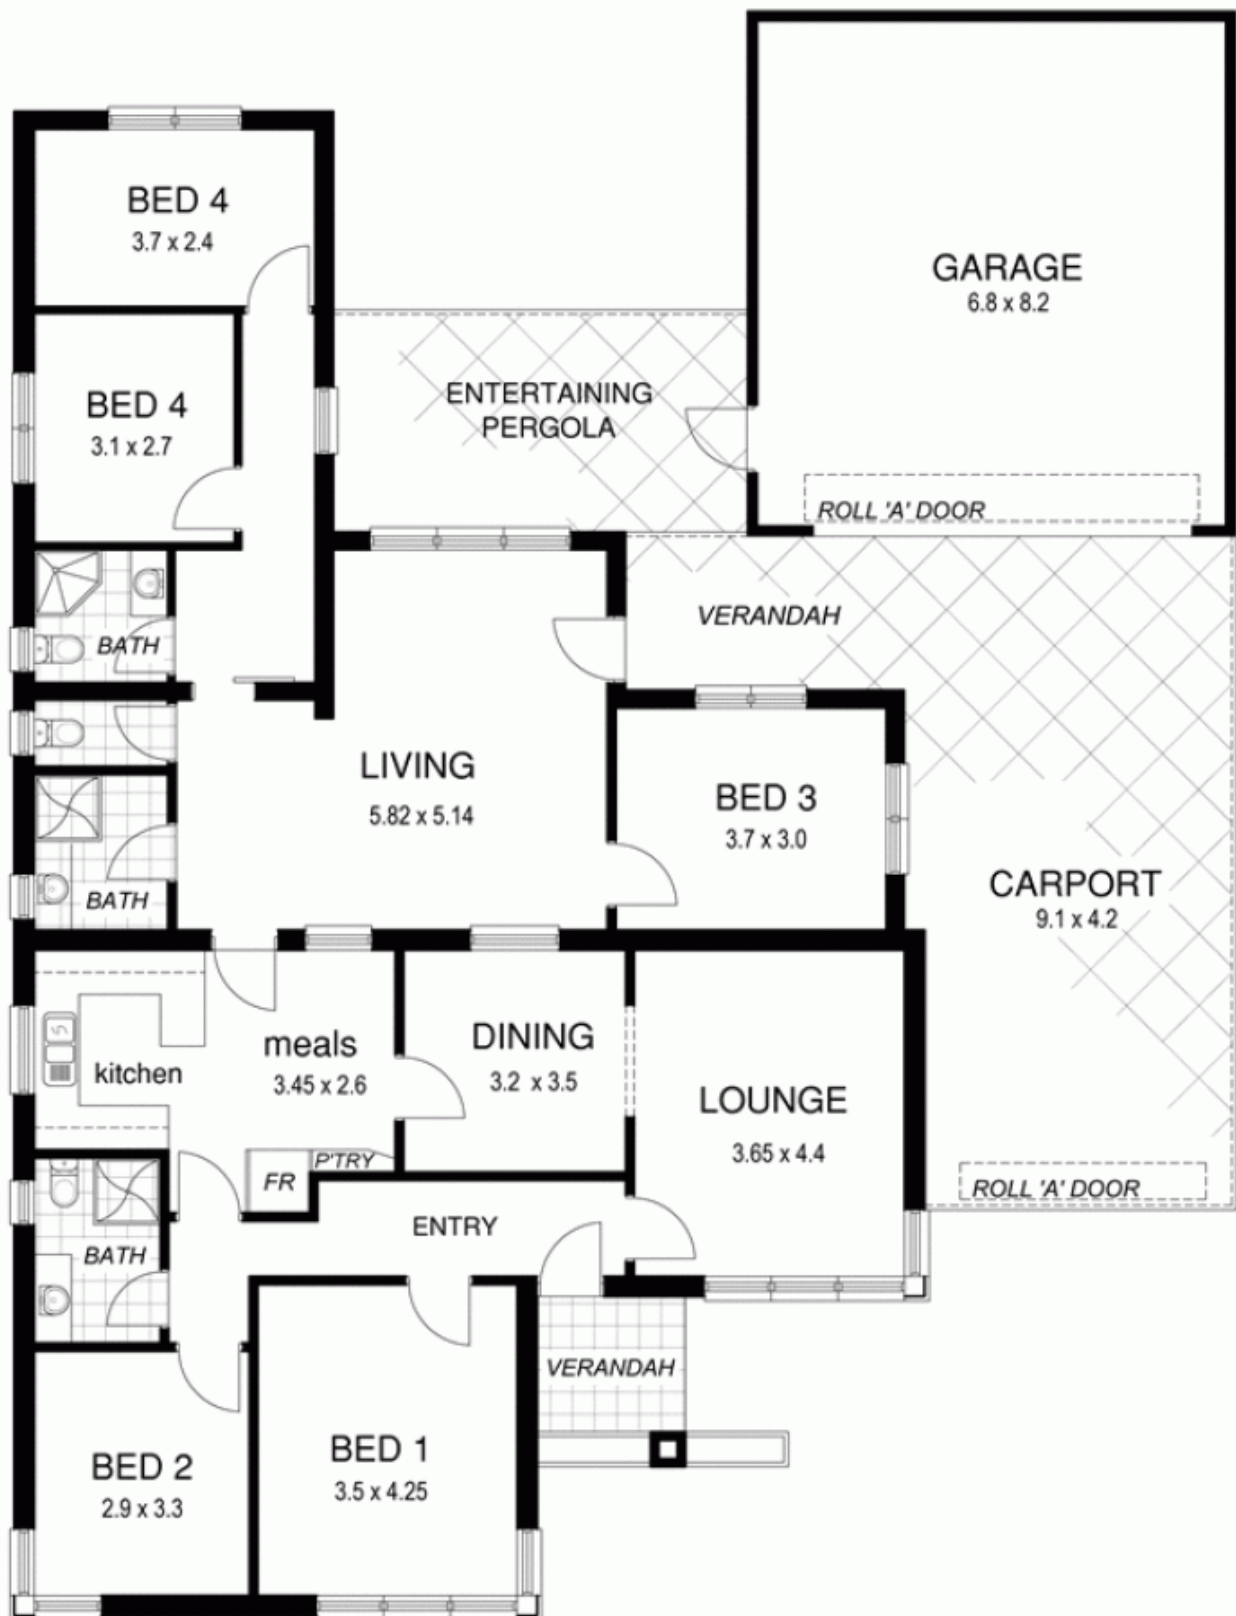 BED 4
3.7 x 2.4
GARAGE
6.8 x 8.2
BED 4
3.1 x 2.7
ENTERTAINING
PERGOLA
ROLL 'A' DOOR
BATH
VERANDAH
LIVING
5.82 x 5.14
BED 3
3.7 x 3.0
BATH
CARPORT
9.1 x 4.2
kitchen
meals
3.45 x 2.6
DINING
3.2 x 3.5
LOUNGE
3.65 x 4.4
P'TRY
FR
ROLL 'A' DOOR
BATH
ENTRY
VERANDAH
BED 2
2.9 x 3.3
BED 1
3.5 x 4.25